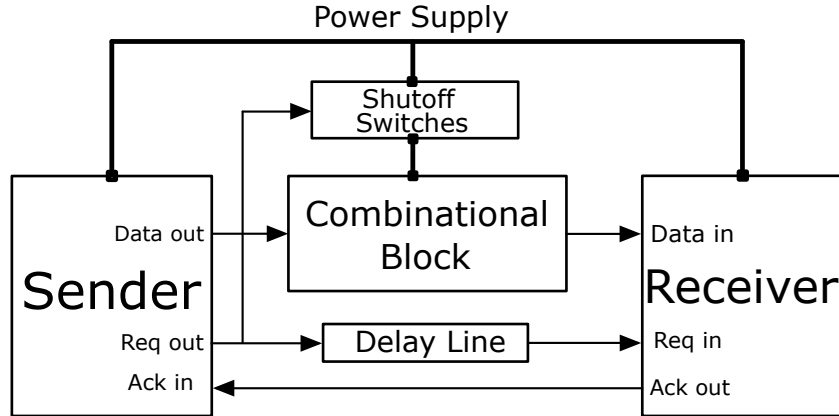 Power Supply
Shutoff
Switches
Data out
Combinational
Block
Data in
Sender
Receiver
Req out
Delay Line
Req in
Ack in
Ack out